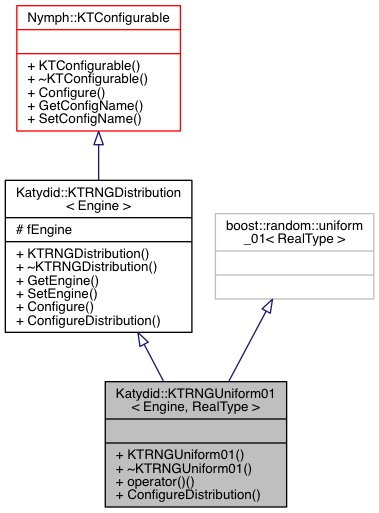 Nymph::KTConfigurable
+ KTConfigurable()
+ ~KTConfigurable()
+ Configure()
+ GetConfigName()
+ SetConfigName()
Katydid::KTRNGDistribution
< Engine >
# fEngine
+ KTRNGDistribution()
+ ~KTRNGDistribution()
+ GetEngine()
+ SetEngine()
+ Configure()
+ ConfigureDistribution()
boost::random::uniform
_01< RealType >
Katydid::KTRNGUniform01
< Engine, RealType >
+ KTRNGUniform01()
+ ~KTRNGUniform01()
+ operator()()
+ ConfigureDistribution()